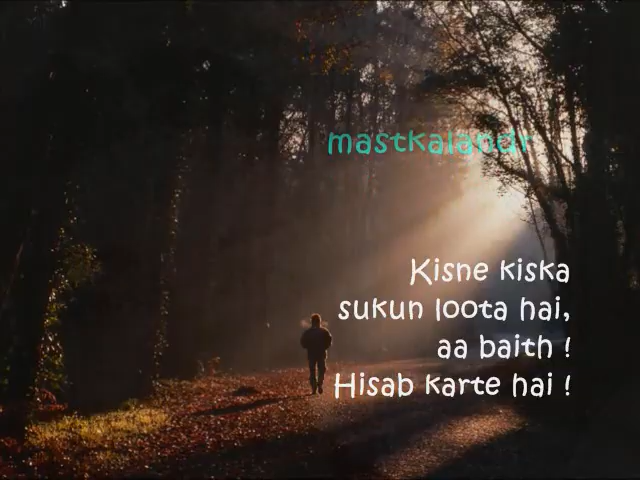 mastkalandr
Kisne kiska
sukun loota hai,
aa baith !
Hisab karte hai !